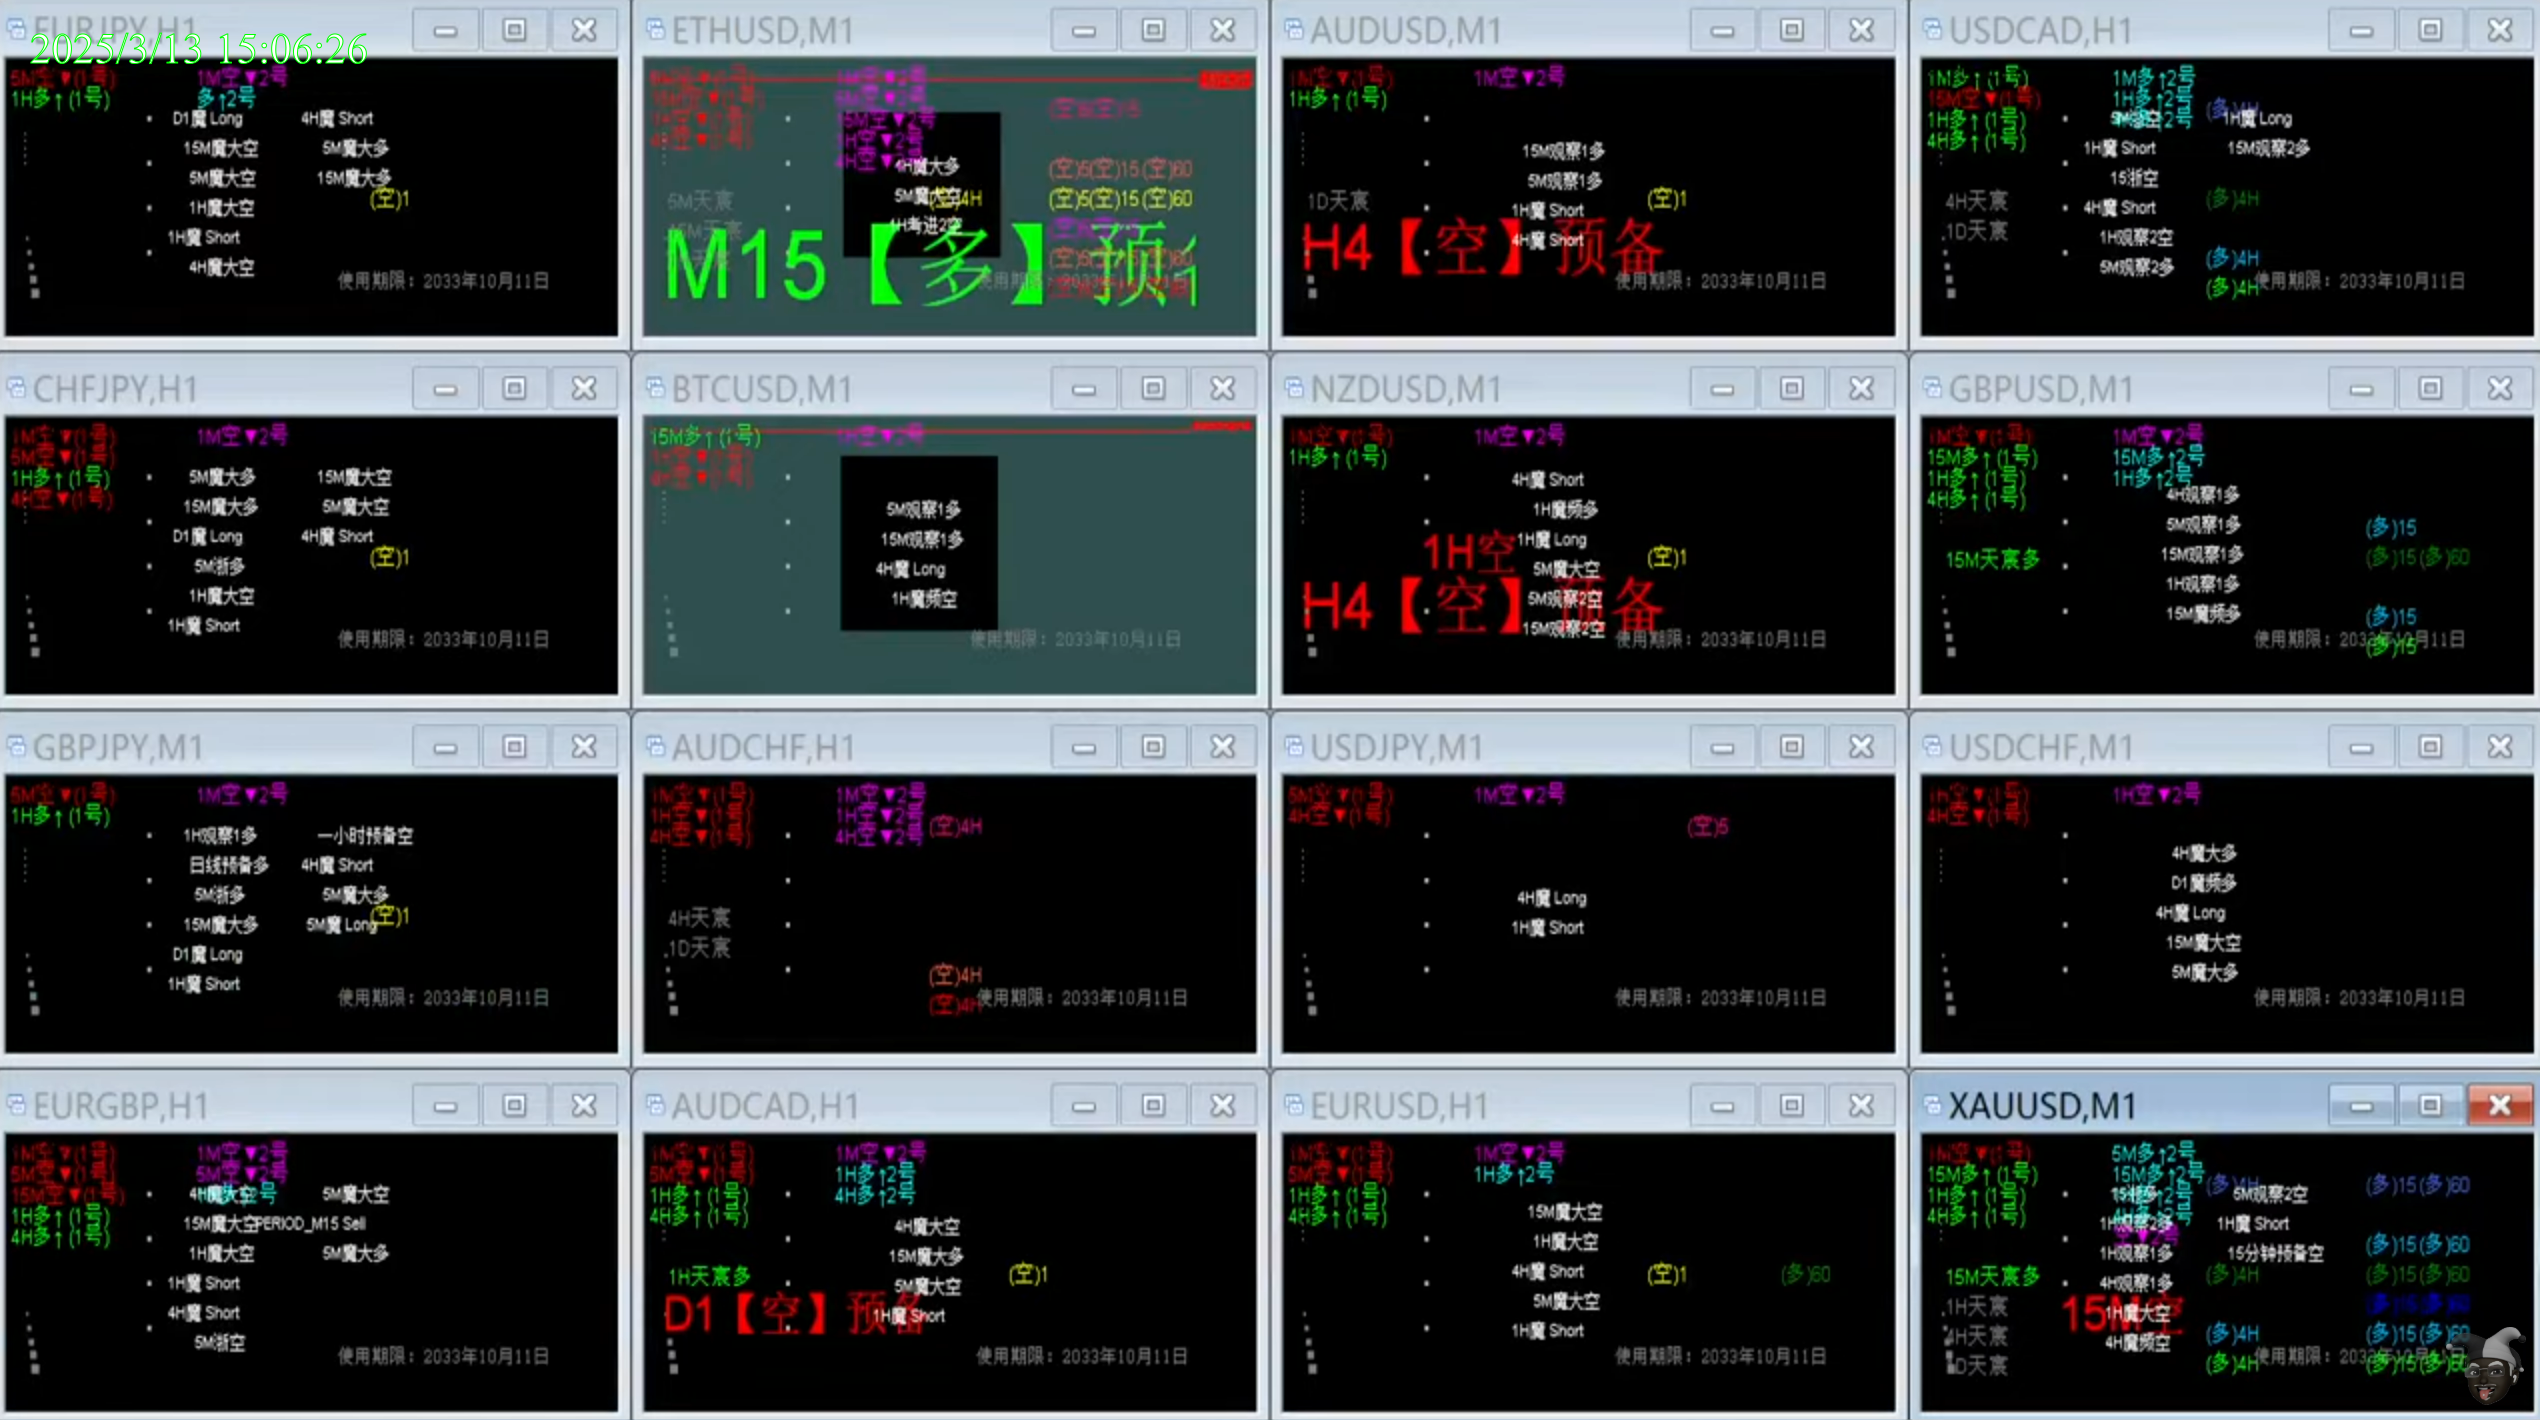 2025/3/13 15:06:26
EURJPY,H1
5M空▼(1号)
1M空▼2号
1H多↑(1号)
多↑2号
D1魔 Long
4H魔 Short
15M魔大空
5M魔大多
5M魔大空
15M魔大多
(空)1
1H魔大空
1H魔 Short
4H魔大空
使用期限：2033年10月11日
ETHUSD,M1
15M空▼2号
1H空▼2号
4H空▼2号
4H魔大多
(空)5(空)15(空)60
5M天宸
5M魔大空
(空)5(空)15(空)60
4H考进2空
M15【多】预
AUDUSD,M1
1M空▼(1号)
1M空▼2号
1H多↑(1号)
15M观察1多
5M观察1多
1D天宸
(空)1
1H魔 Short
4H魔 Short
H4【空】预备
使用期限：2033年10月11日
USDCAD,H1
1M多↑(1号)
1M多↑2号
15M空▼(1号)
1H多↑2号
1H多↑(1号)
1H魔 Long
4H多↑(1号)
1H魔 Short
15M观察2多
15浙空
4H天宸
4H魔 Short
(多)4H
1D天宸
1H观察2空
(多)4H
5M观察2多
(多)4H
使用期限：2033年10月11日
CHFJPY,H1
1M空▼(1号)
1M空▼2号
5M空▼(1号)
1H多↑(1号)
4H空▼(1号)
5M魔大多
15M魔大空
15M魔大多
5M魔大空
D1魔 Long
4H魔 Short
(空)1
5M浙多
1H魔大空
1H魔 Short
使用期限：2033年10月11日
BTCUSD,M1
15M多↑(1号)
1H空▼2号
1H空▼(1号)
4H空▼(1号)
5M观察1多
15M观察1多
4H魔 Long
1H魔频空
使用期限：2033年10月11日
NZDUSD,M1
1M空▼(1号)
1M空▼2号
1H多↑(1号)
4H魔 Short
1H魔频多
1H空
1H魔 Long
(空)1
5M魔大空
5M观察2空
H4【空】预备
15M观察2空
使用期限：2033年10月11日
GBPUSD,M1
1M空▼(1号)
1M空▼2号
15M多↑(1号)
15M多↑2号
1H多↑(1号)
1H多↑2号
4H多↑(1号)
4H观察1多
5M观察1多
(多)15
15M天宸多
15M观察1多
(多)15(多)60
1H观察1多
15M魔频多
(多)15
(多)15
使用期限：2033年10月11日
GBPJPY,M1
5M空▼(1号)
1M空▼2号
1H多↑(1号)
1H观察1多
一小时预备空
日线预备多
4H魔 Short
5M浙多
5M魔大多
(空)1
15M魔大多
5M魔 Long
D1魔 Long
1H魔 Short
使用期限：2033年10月11日
AUDCHF,H1
1M空▼(1号)
1M空▼2号
1H空▼(1号)
1H空▼2号
4H空▼(1号)
4H空▼2号
(空)4H
4H天宸
1D天宸
(空)4H
(空)4H
使用期限：2033年10月11日
USDJPY,M1
5M空▼(1号)
1M空▼2号
4H空▼(1号)
(空)5
4H魔 Long
1H魔 Short
使用期限：2033年10月11日
USDCHF,M1
1H空▼(1号)
1H空▼2号
4H空▼(1号)
4H魔大多
D1魔频多
4H魔 Long
15M魔大空
5M魔大多
使用期限：2033年10月11日
EURGBP,H1
1M空▼(1号)
1M空▼2号
5M空▼(1号)
5M空▼2号
15M空▼(1号)
4H魔大空
5M魔大空
1H多↑(1号)
15M魔大空
PERIOD_M15 Sell
4H多↑(1号)
1H魔大空
5M魔大多
1H魔 Short
4H魔 Short
5M浙空
使用期限：2033年10月11日
AUDCAD,H1
1M空▼(1号)
1M空▼2号
5M空▼(1号)
1H多↑2号
1H多↑(1号)
4H多↑2号
4H多↑(1号)
4H魔大空
15M魔大多
1H天宸多
(空)1
5M魔大空
D1【空】预备
1H魔 Short
使用期限：2033年10月11日
EURUSD,H1
1M空▼(1号)
1M空▼2号
5M空▼(1号)
1H多↑2号
1H多↑(1号)
4H多↑(1号)
15M魔大空
1H魔大空
4H魔 Short
(空)1
(多)60
5M魔大空
1H魔 Short
使用期限：2033年10月11日
XAUUSD,M1
1M空▼(1号)
5M多↑2号
15M多↑(1号)
15M多↑2号
1H多↑(1号)
(多)4H
5M观察2空
(多)15(多)60
4H多↑(1号)
1H观察2多
1H魔 Short
1H观察1多
15分钟预备空
(多)15(多)60
15M天宸多
4H观察1多
(多)4H
(多)15(多)60
1H天宸
15M空
1H魔大空
(多)15(多)60
4H天宸
4H魔频空
(多)4H
(多)15(多)60
1D天宸
(多)4H